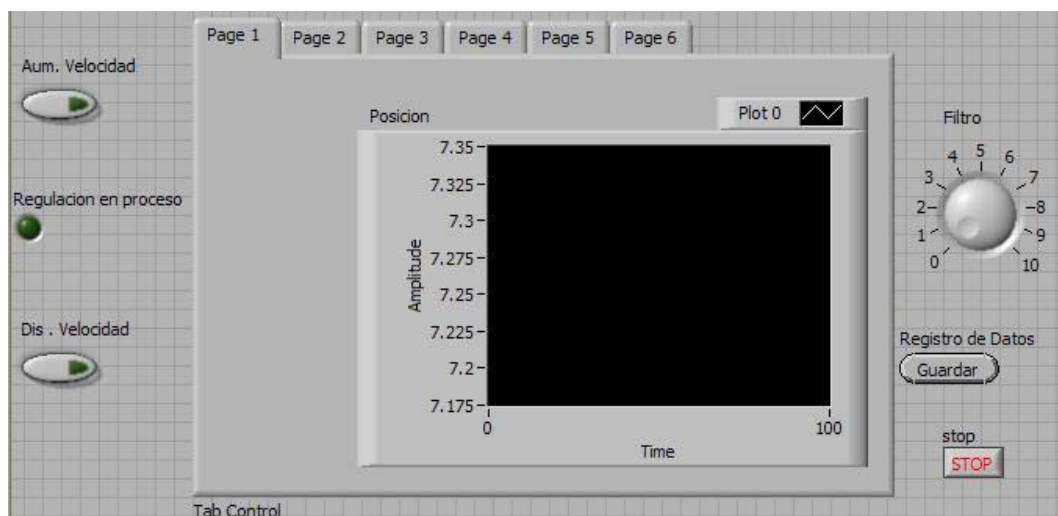 Page 1 Page 2 Page 3 Page 4 Page 5 Page 6
Aum. Velocidad
Regulacion en proceso
Dis . Velocidad
Posicion
Plot 0
7.35
7.325
7.3
7.275
7.25
7.225
7.2
7.175
Amplitude
0 100
Time
Filtro
0 1 2 3 4 5 6 7 8 9 10
Registro de Datos
Guardar
stop
STOP
Tab Control